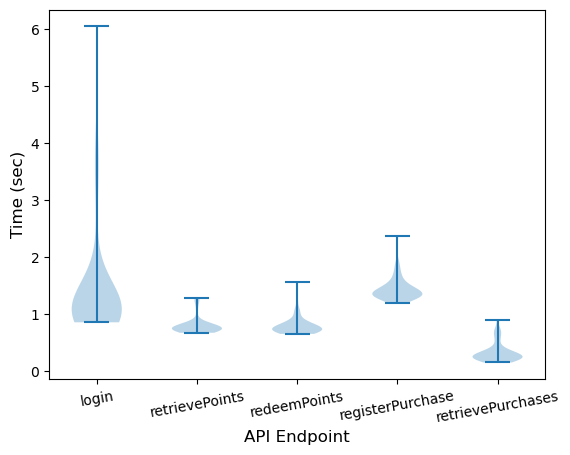 Time (sec)
6
5
4
3
2
1
0
login
retrievePoints
redeemPoints
registerPurchase
retrievePurchases
API Endpoint